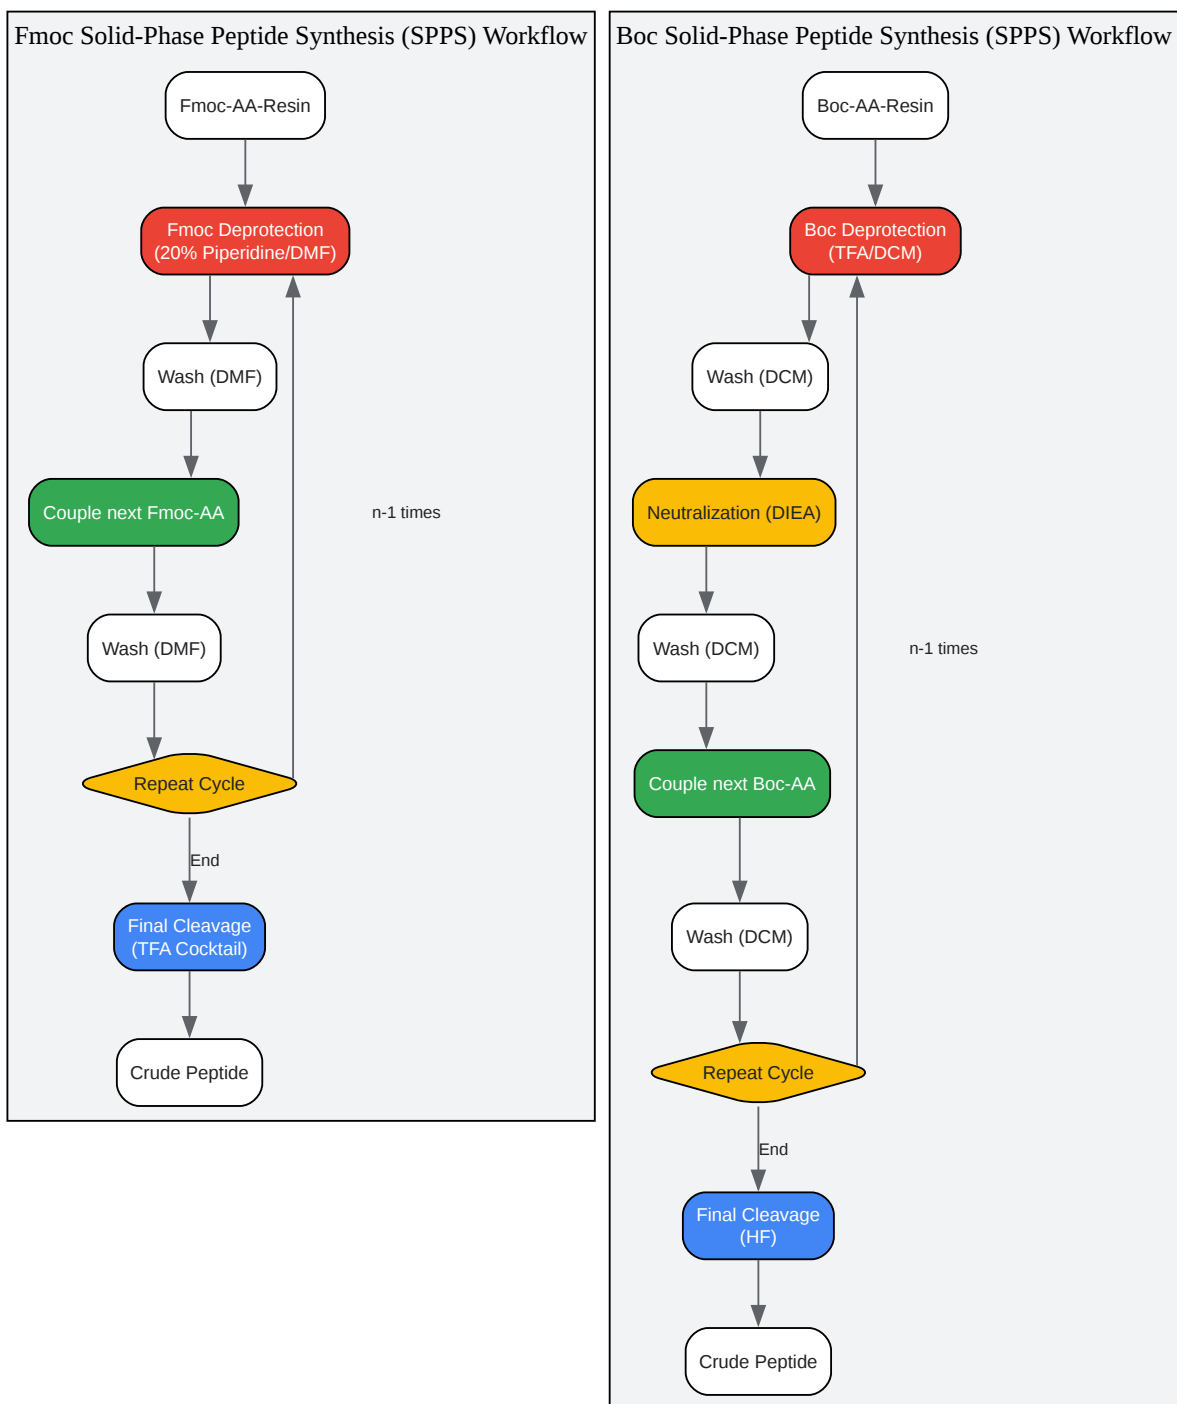 Fmoc Solid-Phase Peptide Synthesis (SPPS) Workflow
Fmoc-AA-Resin
Fmoc Deprotection
(20% Piperidine/DMF)
Wash (DMF)
Couple next Fmoc-AA
n-1 times
Wash (DMF)
Repeat Cycle
End
Final Cleavage
(TFA Cocktail)
Crude Peptide
Boc Solid-Phase Peptide Synthesis (SPPS) Workflow
Boc-AA-Resin
Boc Deprotection
(TFA/DCM)
Wash (DCM)
Neutralization (DIEA)
Wash (DCM)
n-1 times
Couple next Boc-AA
Wash (DCM)
Repeat Cycle
End
Final Cleavage
(HF)
Crude Peptide